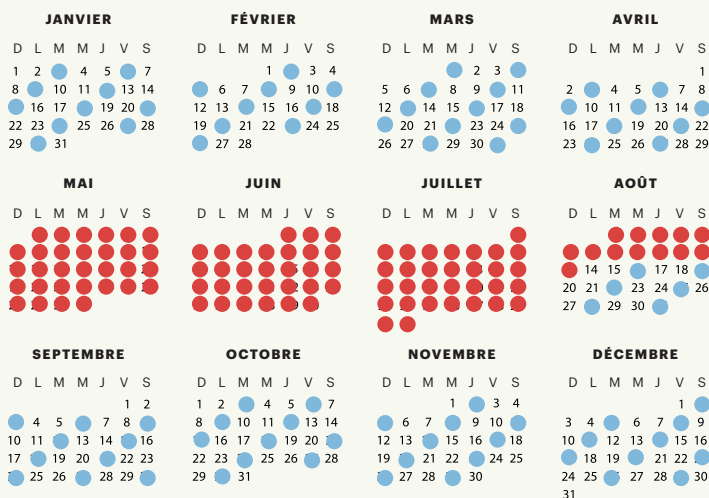 JANVIER
D L M M J V S
1 2 4 5 7
8 10 11 13 14
16 17 19 20
22 23 25 26 28
29 31
FÉVRIER
D L M M J V S
1 3 4
6 7 9 10
12 13 14 15 16 18
19 21 22 24 25
27 28
MARS
D L M M J V S
2 3
5 6 8 9 11
12 14 15 17 18
20 21 23 24
26 27 29 30
AVRIL
D L M M J V S
1
2 4 5 7 8
10 11 13 14
16 17 19 21
23 25 26 28 29
MAI
D L M M J V S
JUIN
D L M M J V S
JUILLET
D L M M J V S
AOÛT
D L M M J V S
14 15 17 18
20 21 23 24 26
27 29 30
SEPTEMBRE
D L M M J V S
1 2
4 5 7 8
10 11 13 14 16
17 19 20 22 23
25 26 28 29
OCTOBRE
D L M M J V S
1 2 4 5 7
8 10 11 13 14
16 17 19 20
22 23 25 26 28
29 31
NOVEMBRE
D L M M J V S
1 3 4
6 7 9 10
12 13 15 16 18
19 21 22 24 25
27 28 30
DÉCEMBRE
D L M M J V S
1
3 4 6 7 9
10 12 13 15 16
18 19 21 22
24 25 27 28 30
31